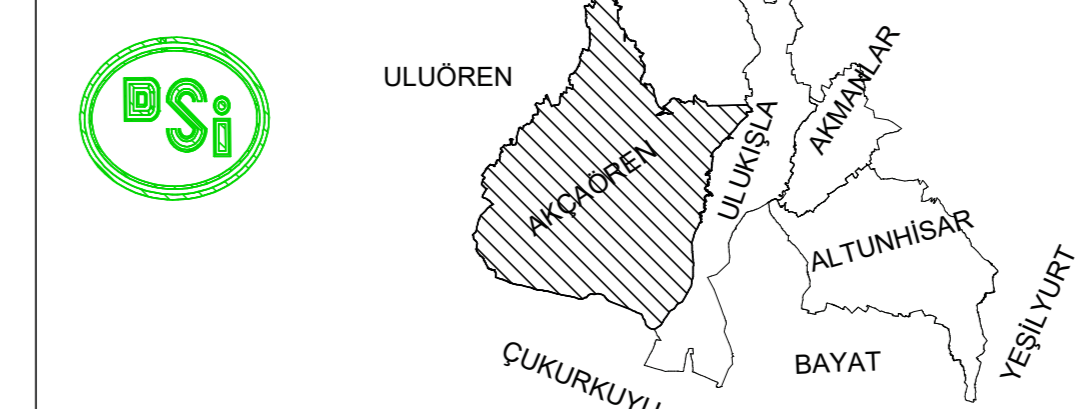 DSİ
ULUÖREN
AKÇAÖREN
ULUKIŞLA
AKMANLAR
ALTUNHİSAR
YEŞİLYURT
BAYAT
ÇUKURKUYU